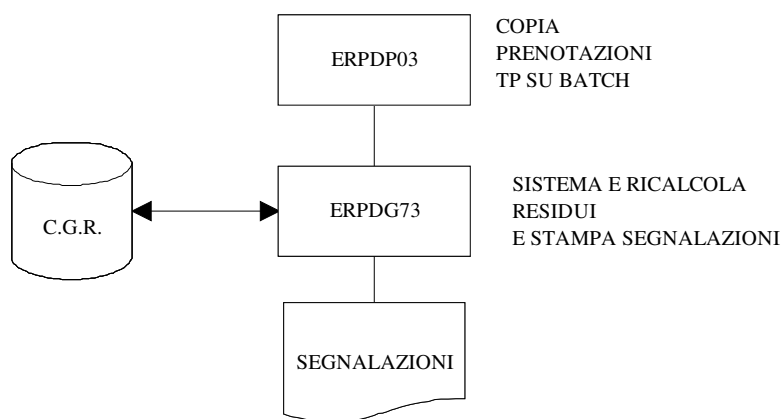 ERPDP03
COPIA
PRENOTAZIONI
TP SU BATCH
C.G.R.
ERPDG73
SISTEMA E RICALCOLA
RESIDUI
E STAMPA SEGNALAZIONI
SEGNALAZIONI